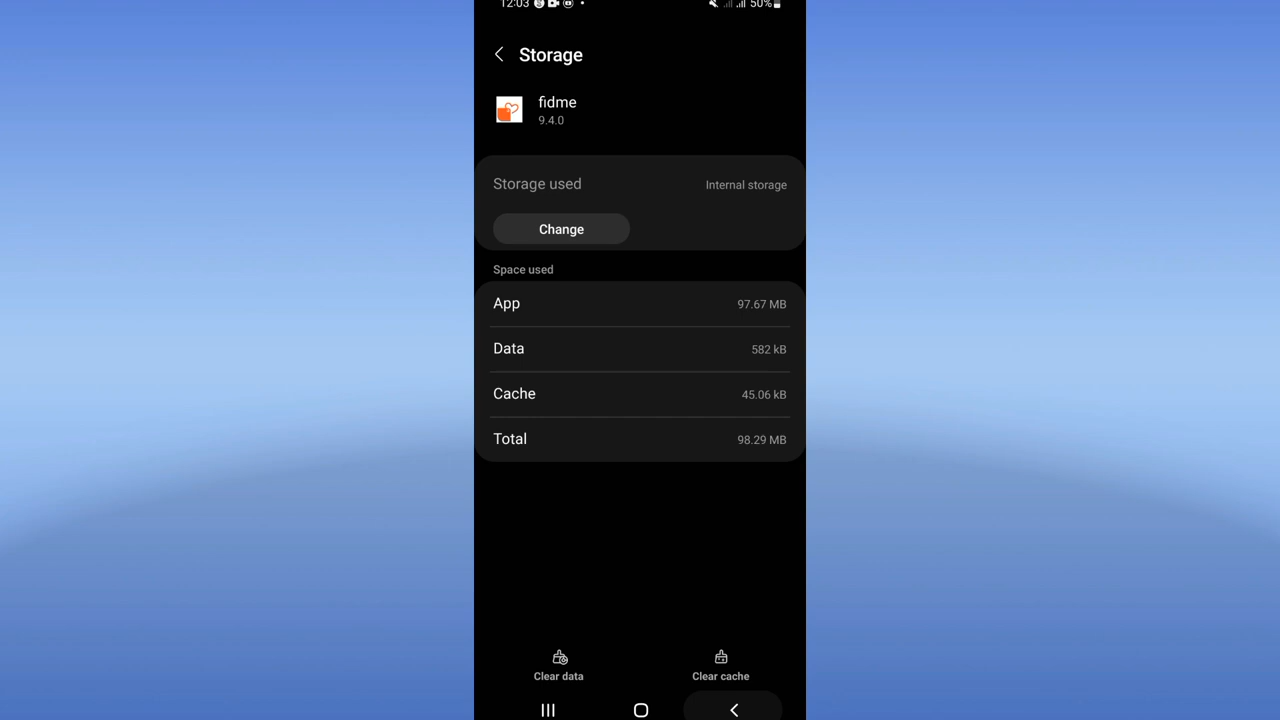 12:03 50%
Storage
fidme
9.4.0
Storage used Internal storage
Change
Space used
App 97.67 MB
Data 582 kB
Cache 45.06 kB
Total 98.29 MB
Clear data Clear cache